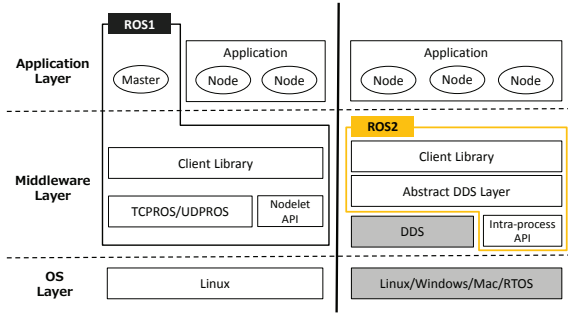 ROS1
Application
Layer
Master
Application
Node
Node
Application
Node
Node
Node
Middleware
Layer
Client Library
TCPROS/UDPROS
Nodelet
API
ROS2
Client Library
Abstract DDS Layer
DDS
Intra-process
API
OS
Layer
Linux
Linux/Windows/Mac/RTOS